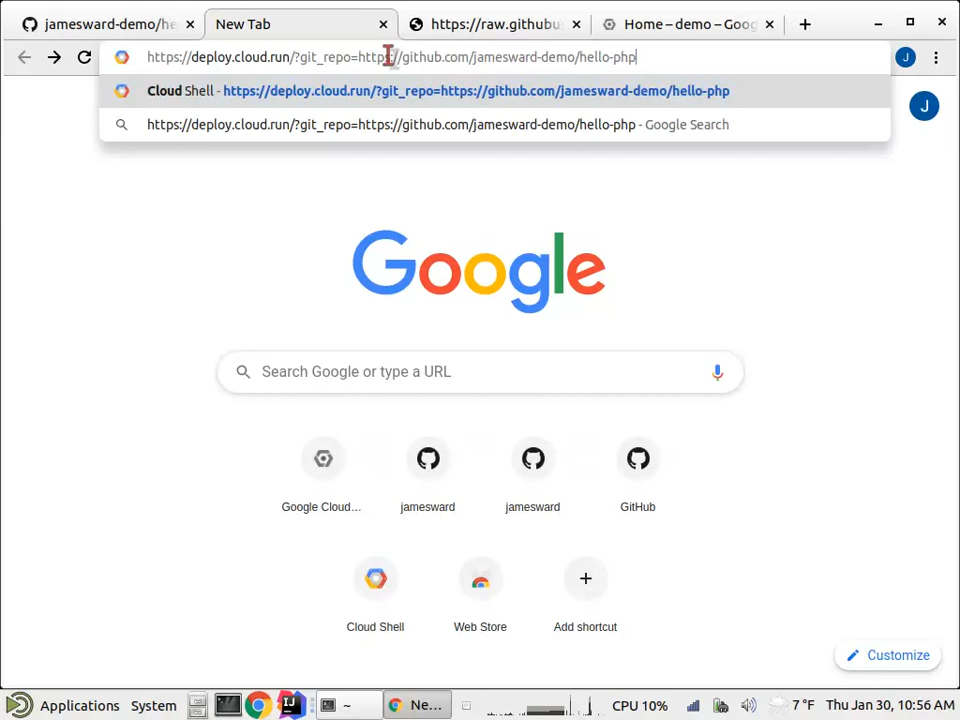 jamesward-demo/he
New Tab
https://raw.githubu
Home – demo – Goog
https://deploy.cloud.run/?git_repo=https://github.com/jamesward-demo/hello-php
Cloud Shell - https://deploy.cloud.run/?git_repo=https://github.com/jamesward-demo/hello-php
https://deploy.cloud.run/?git_repo=https://github.com/jamesward-demo/hello-php - Google Search
J
J
Google
Search Google or type a URL
Google Cloud...
jamesward
jamesward
GitHub
Cloud Shell
Web Store
Add shortcut
Customize
Applications
System
~
Ne...
CPU 10%
7 °F
Thu Jan 30, 10:56 AM